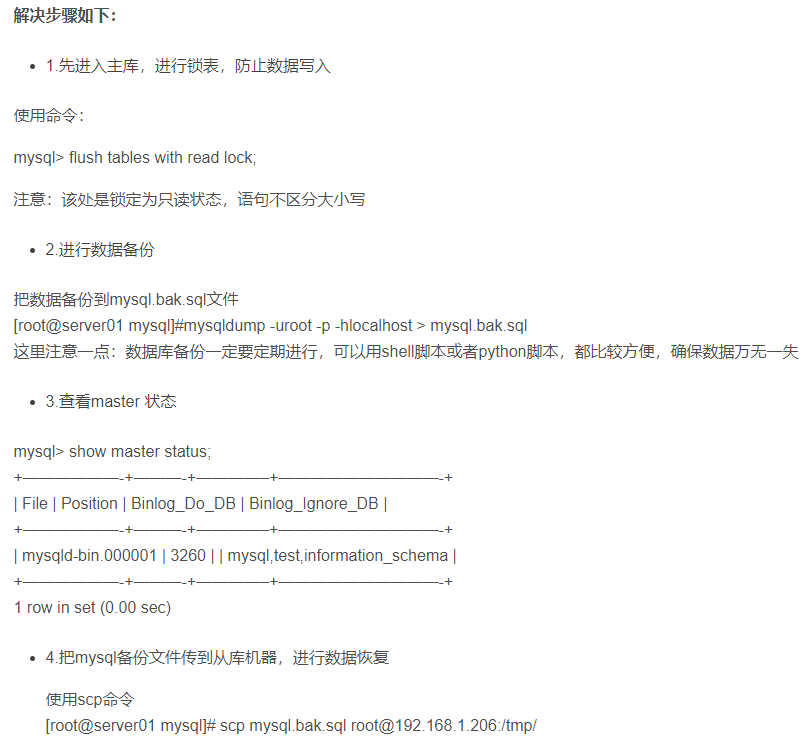 解决步骤如下：
1.先进入主库，进行锁表，防止数据写入
使用命令：
mysql> flush tables with read lock;
注意：该处是锁定为只读状态，语句不区分大小写
2.进行数据备份
把数据备份到mysql.bak.sql文件
[root@server01 mysql]#mysqldump -uroot -p -hlocalhost > mysql.bak.sql
这里注意一点：数据库备份一定要定期进行，可以用shell脚本或者python脚本，都比较方便，确保数据万无一失
3.查看master 状态
mysql> show master status;
+——————-+———-+————–+——————————-+
| File | Position | Binlog_Do_DB | Binlog_Ignore_DB |
+——————-+———-+————–+——————————-+
| mysqld-bin.000001 | 3260 | | mysql,test,information_schema |
+——————-+———-+————–+——————————-+
1 row in set (0.00 sec)
4.把mysql备份文件传到从库机器，进行数据恢复
使用scp命令
[root@server01 mysql]# scp mysql.bak.sql root@192.168.1.206:/tmp/